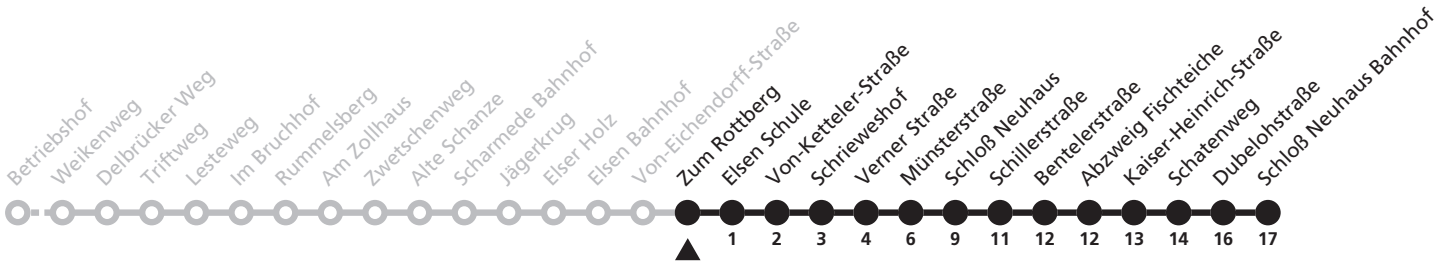 Betriebshof
Weikenweg
Delbrücker Weg
Triftweg
Lesteweg
Im Bruchhof
Rummelsberg
Am Zollhaus
Zwetschenweg
Alte Schanze
Scharmede Bahnhof
Jägerkrug
Elser Holz
Elsen Bahnhof
Von-Eichendorff-Straße
Zum Rottberg
Elsen Schule
Von-Ketteler-Straße
Schrieweshof
Verner Straße
Münsterstraße
Schloß Neuhaus
Schillerstraße
Bentelerstraße
Abzweig Fischteiche
Kaiser-Heinrich-Straße
Schatenweg
Dubelohstraße
Schloß Neuhaus Bahnhof
1 2 3 4 6 9 11 12 12 13 14 16 17